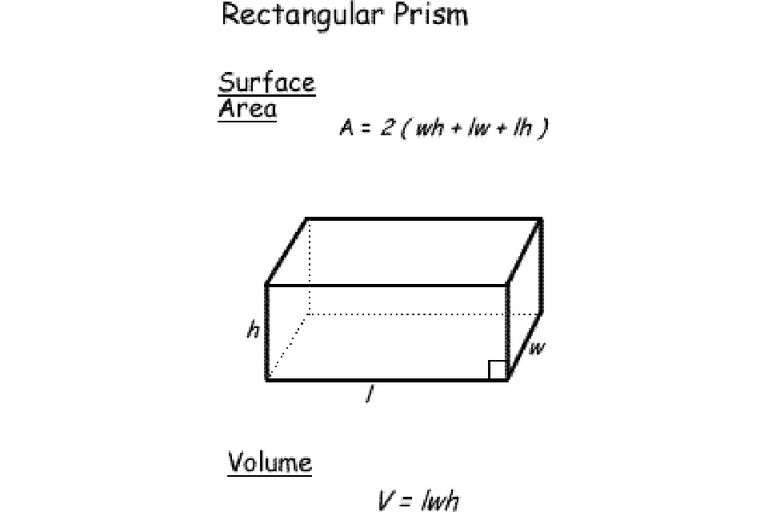 Rectangular Prism
Surface
Area
A = 2 ( wh + lw + lh )
h
w
l
Volume
V = lwh